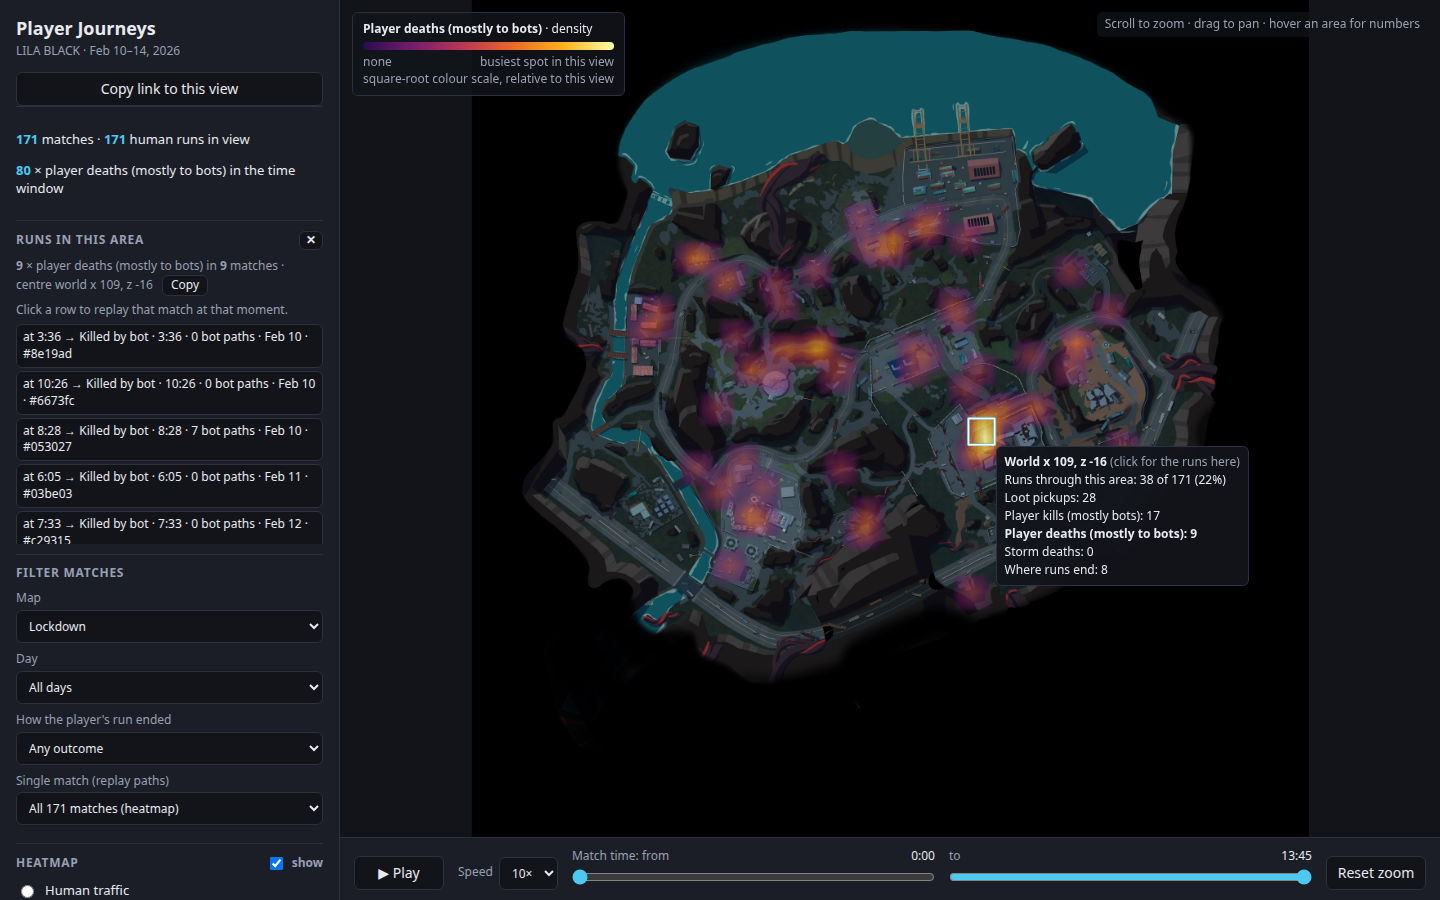 Player Journeys
LILA BLACK · Feb 10–14, 2026
Copy link to this view
171 matches · 171 human runs in view
80 × player deaths (mostly to bots) in the time
window
RUNS IN THIS AREA
✕
9 × player deaths (mostly to bots) in 9 matches ·
centre world x 109, z -16 Copy
Click a row to replay that match at that moment.
at 3:36 → Killed by bot · 3:36 · 0 bot paths · Feb 10 ·
#8e19ad
at 10:26 → Killed by bot · 10:26 · 0 bot paths · Feb 10
· #6673fc
at 8:28 → Killed by bot · 8:28 · 7 bot paths · Feb 10 ·
#053027
at 6:05 → Killed by bot · 6:05 · 0 bot paths · Feb 11 ·
#03be03
at 7:33 → Killed by bot · 7:33 · 0 bot paths · Feb 12 ·
#c29315
FILTER MATCHES
Map
Lockdown
Day
All days
How the player's run ended
Any outcome
Single match (replay paths)
All 171 matches (heatmap)
HEATMAP
show
Human traffic
Player deaths (mostly to bots) · density
none busiest spot in this view
square-root colour scale, relative to this view
Scroll to zoom · drag to pan · hover an area for numbers
World x 109, z -16 (click for the runs here)
Runs through this area: 38 of 171 (22%)
Loot pickups: 28
Player kills (mostly bots): 17
Player deaths (mostly to bots): 9
Storm deaths: 0
Where runs end: 8
▶ Play
Speed
10×
Match time: from 0:00
to 13:45
Reset zoom